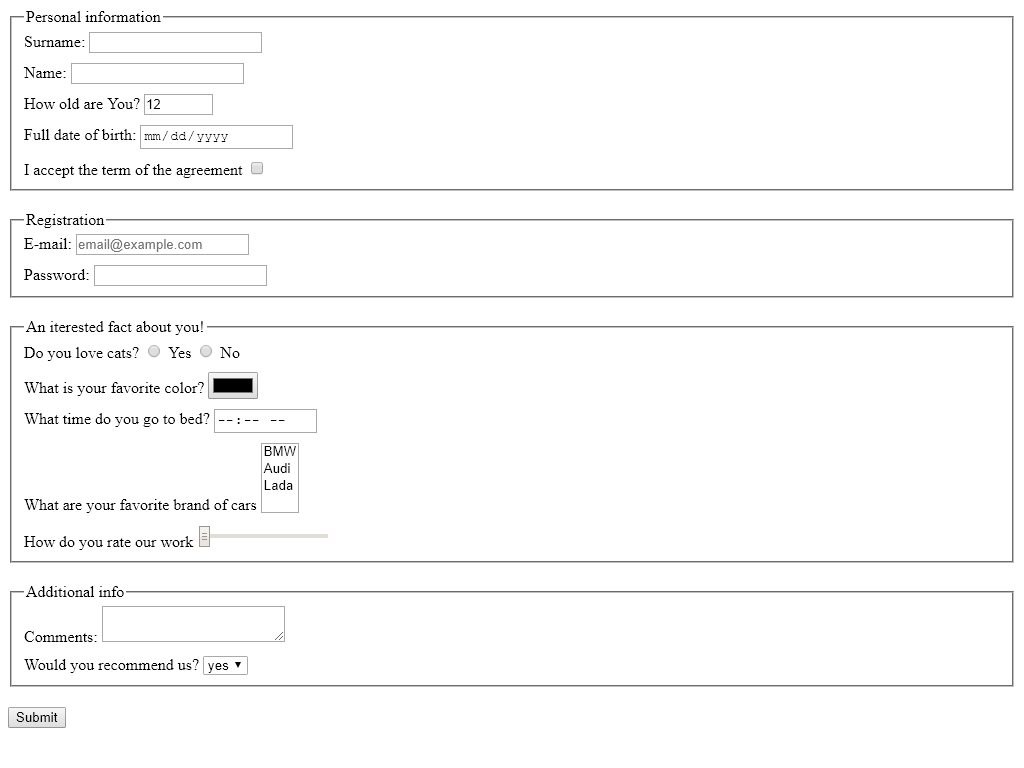 Personal information
Surname:
Name:
How old are You? 12
Full date of birth: mm/dd/yyyy
I accept the term of the agreement
Registration
E-mail: email@example.com
Password:
An iterested fact about you!
Do you love cats? Yes No
What is your favorite color?
What time do you go to bed? --:-- --
BMW
Audi
Lada
What are your favorite brand of cars
How do you rate our work
Additional info
Comments:
Would you recommend us? yes
Submit